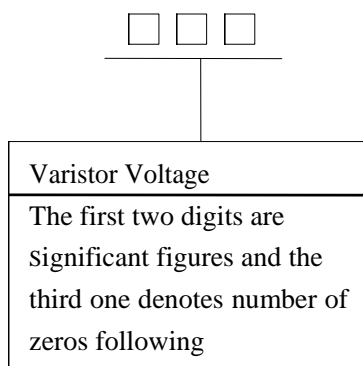 Varistor Voltage
The first two digits are
Significant figures and the
third one denotes number of
zeros following